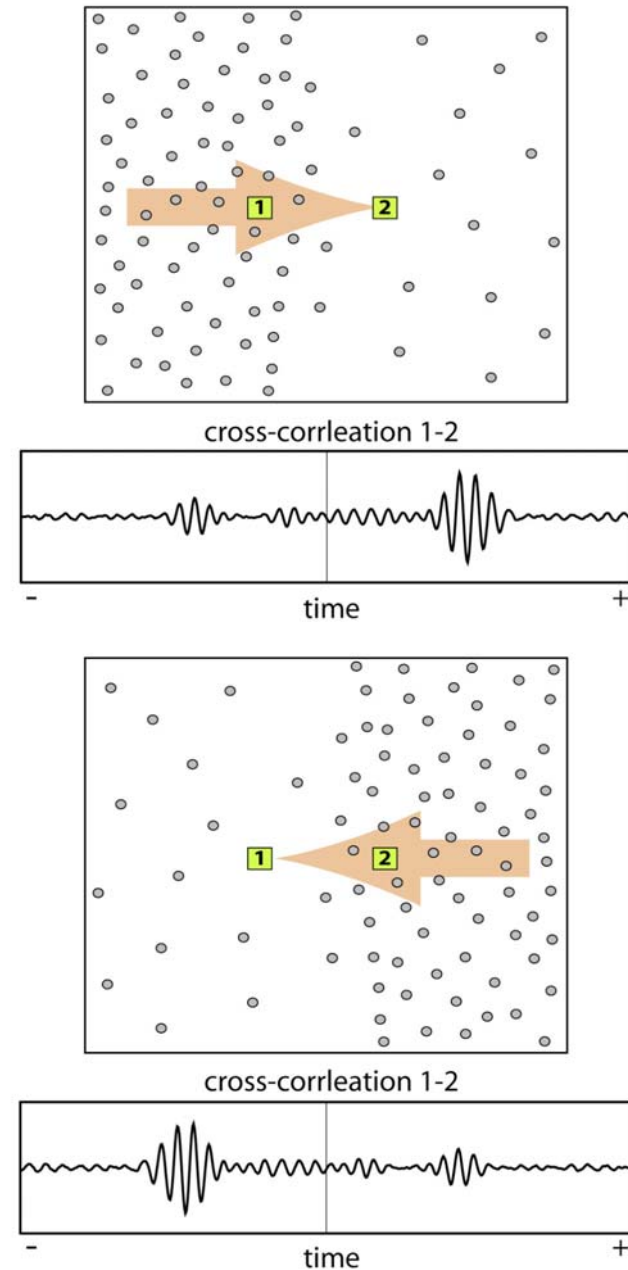 1 2
cross-corrleation 1-2
- time +
1 2
cross-corrleation 1-2
- time +